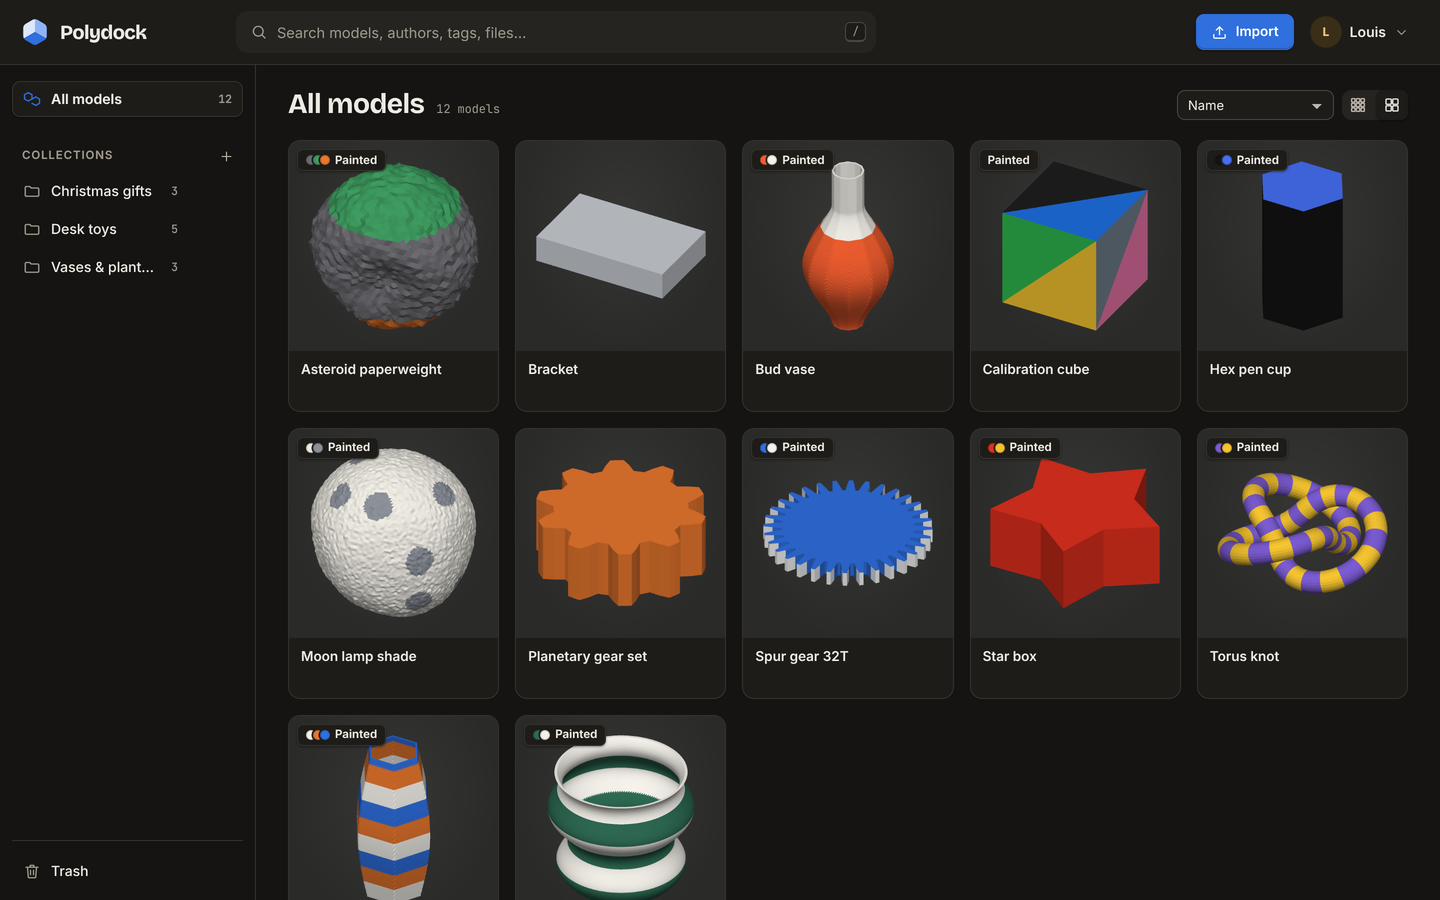 Polydock
Search models, authors, tags, files...
/
Import
L
Louis
All models
12
COLLECTIONS
Christmas gifts
3
Desk toys
5
Vases & plant...
3
Trash
All models
12 models
Name
Painted
Asteroid paperweight
Bracket
Painted
Bud vase
Painted
Calibration cube
Painted
Hex pen cup
Painted
Moon lamp shade
Planetary gear set
Painted
Spur gear 32T
Painted
Star box
Painted
Torus knot
Painted
Painted